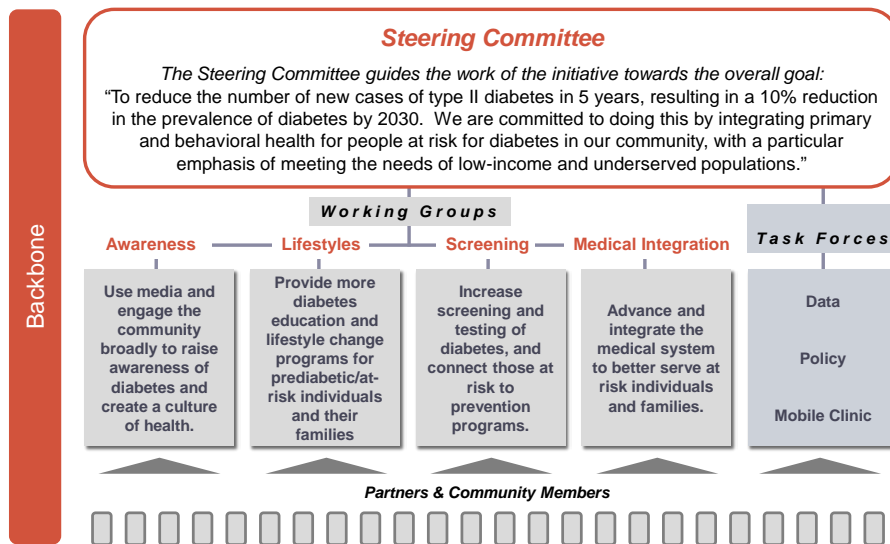 Backbone
Steering Committee
The Steering Committee guides the work of the initiative towards the overall goal:
“To reduce the number of new cases of type II diabetes in 5 years, resulting in a 10% reduction
in the prevalence of diabetes by 2030.  We are committed to doing this by integrating primary
and behavioral health for people at risk for diabetes in our community, with a particular
emphasis of meeting the needs of low-income and underserved populations.”
Working Groups
Awareness
Use media and
engage the
community
broadly to raise
awareness of
diabetes and
create a culture
of health.
Lifestyles
Provide more
diabetes
education and
lifestyle change
programs for
prediabetic/at-
risk individuals
and their
families
Screening
Increase
screening and
testing of
diabetes, and
connect those at
risk to
prevention
programs.
Medical Integration
Advance and
integrate the
medical system
to better serve at
risk individuals
and families.
Task Forces
Data
Policy
Mobile Clinic
Partners & Community Members